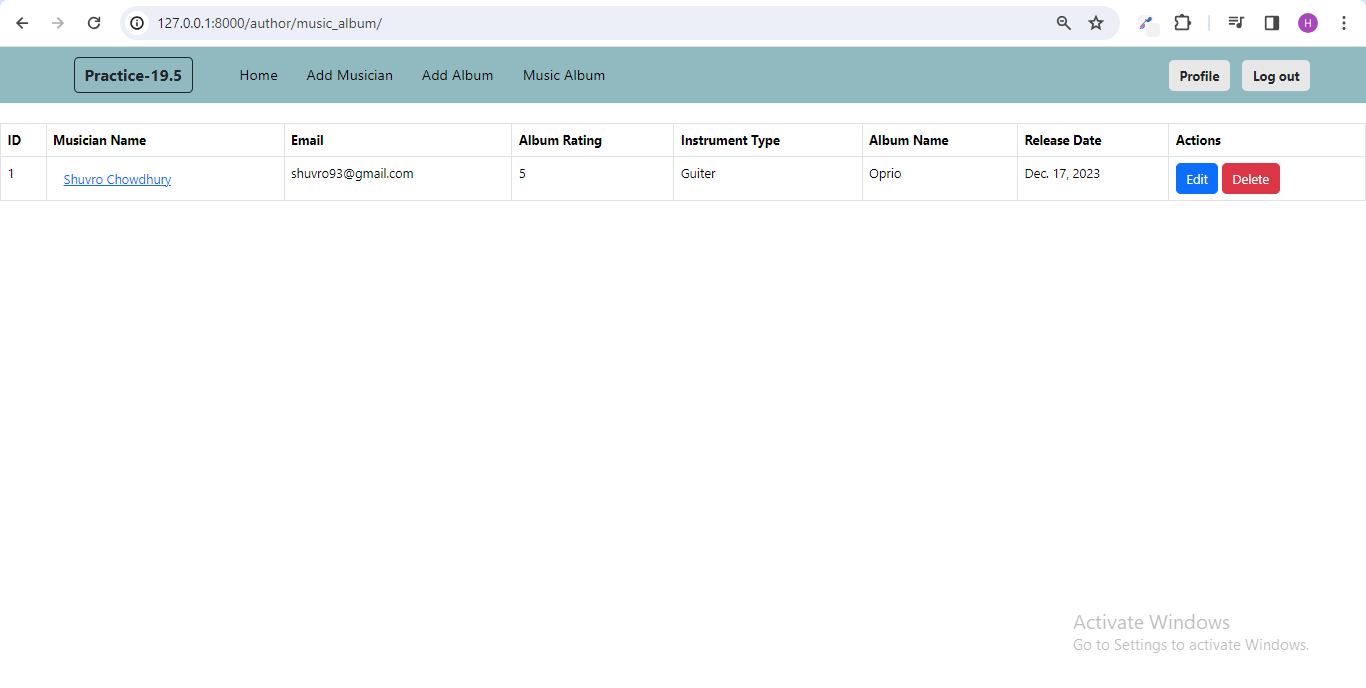 127.0.0.1:8000/author/music_album/
H
Practice-19.5 Home Add Musician Add Album Music Album Profile Log out
ID Musician Name Email Album Rating Instrument Type Album Name Release Date Actions
1 Shuvro Chowdhury shuvro93@gmail.com 5 Guiter Oprio Dec. 17, 2023 Edit Delete
Activate Windows
Go to Settings to activate Windows.